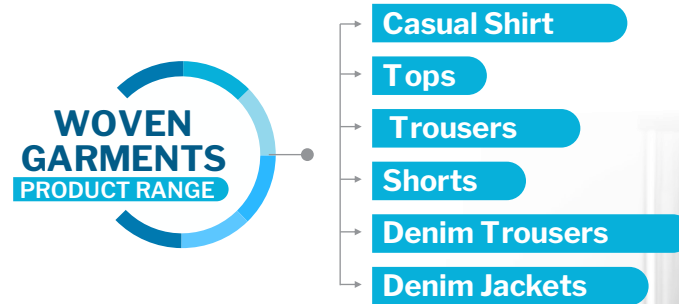 WOVEN
GARMENTS
PRODUCT RANGE
Casual Shirt
Tops
Trousers
Shorts
Denim Trousers
Denim Jackets